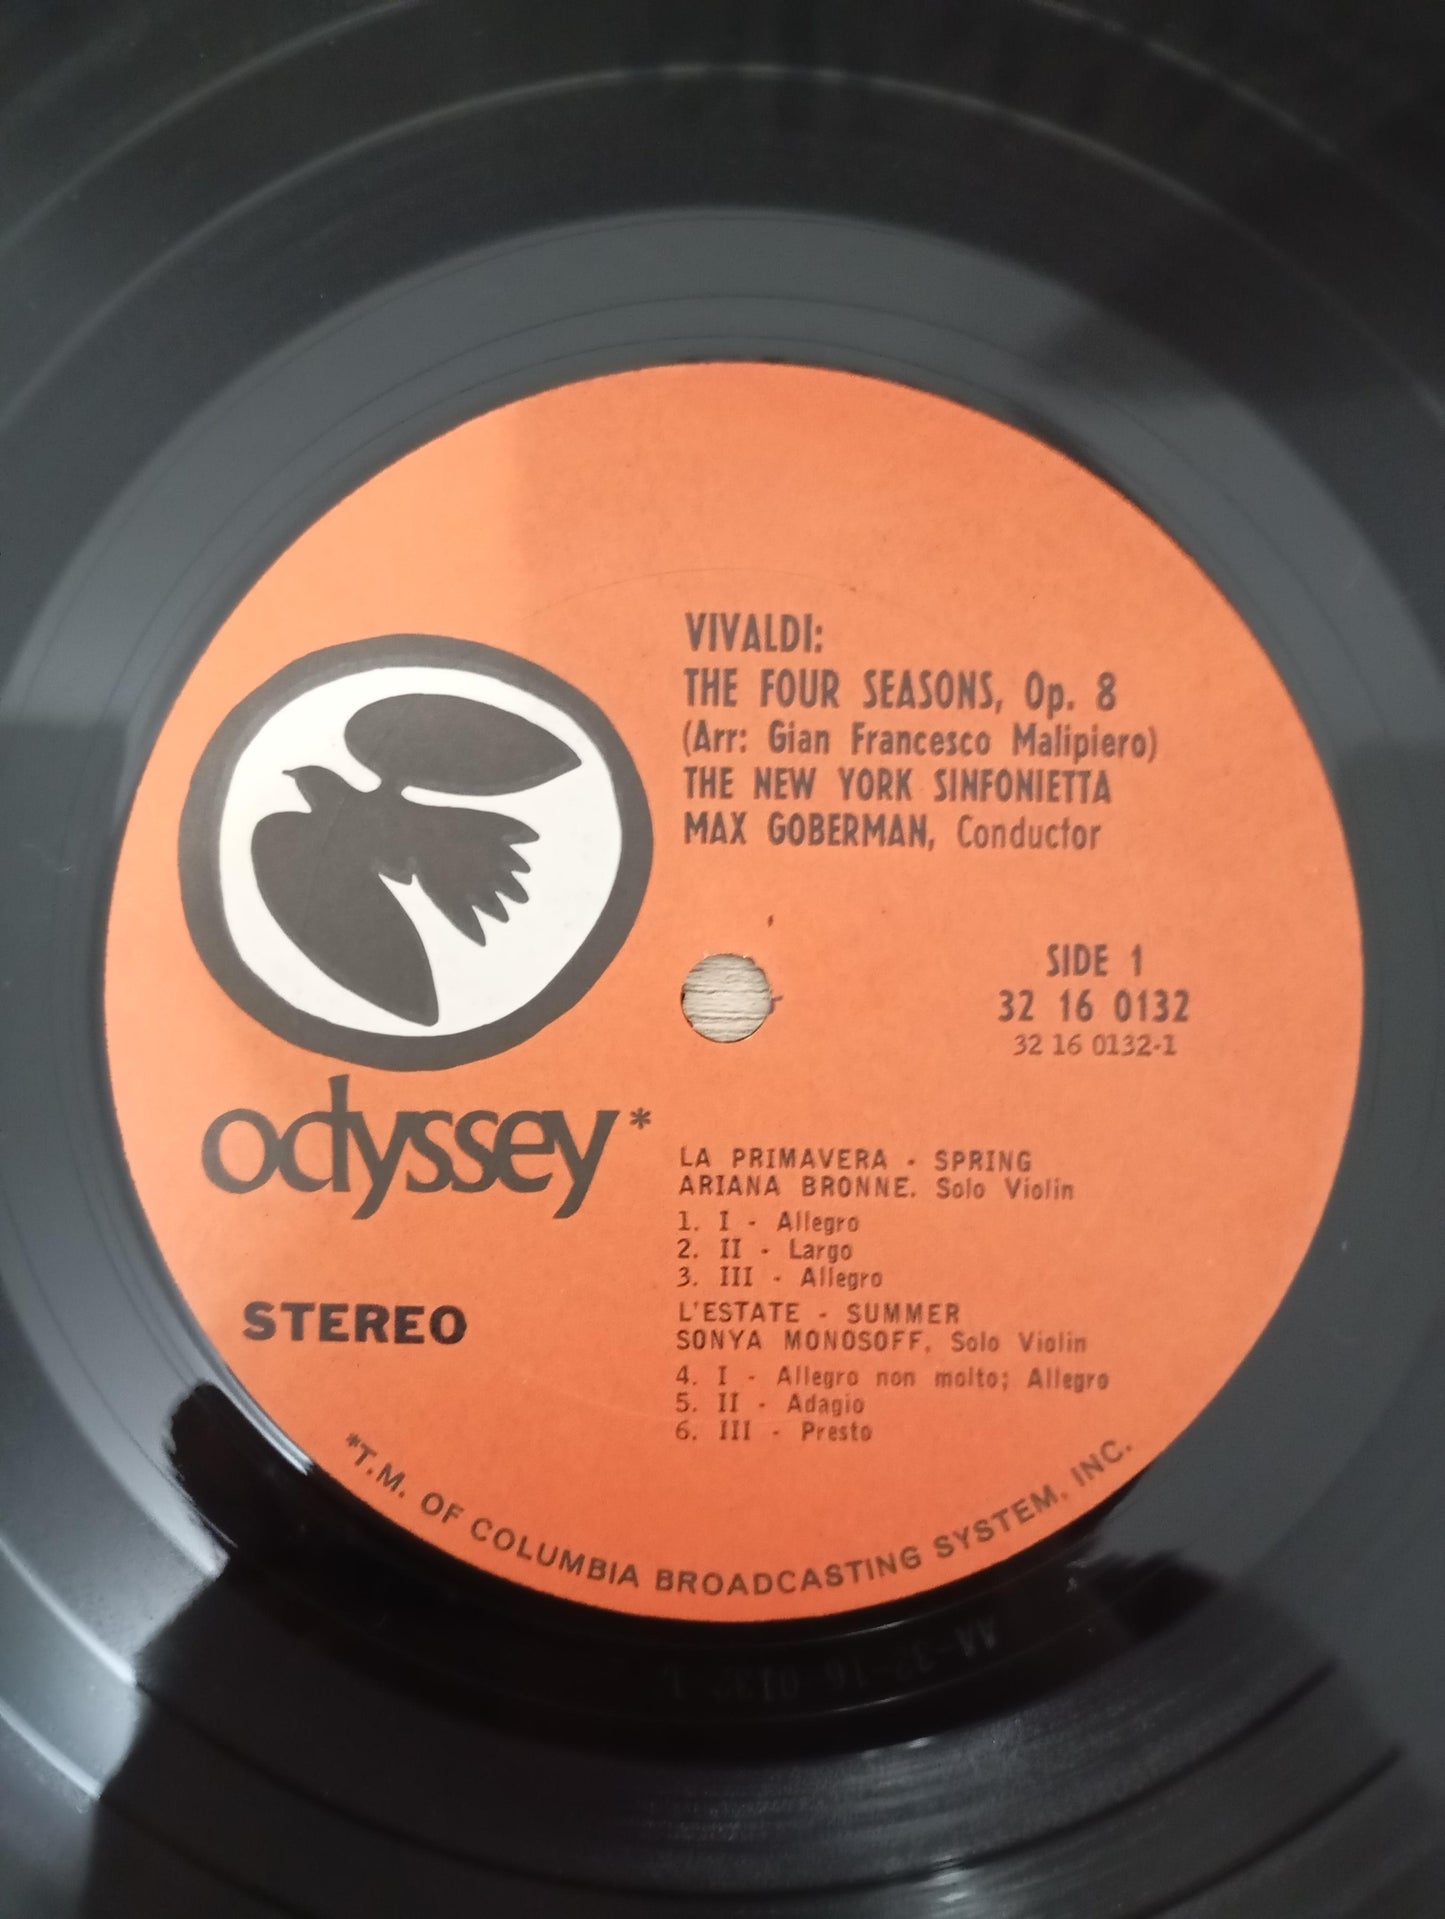 VIVALDI:
THE FOUR SEASONS, Op. 8
(Arr: Gian Francesco Malipiero)
THE NEW YORK SINFONIETTA
MAX GOBERMAN, Conductor
SIDE 1
32 16 0132
32 16 0132-1
odyssey*
STEREO
LA PRIMAVERA - SPRING
ARIANA BRONNE, Solo Violin
1. I - Allegro
2. II - Largo
3. III - Allegro
L'ESTATE - SUMMER
SONYA MONOSOFF, Solo Violin
4. I - Allegro non molto; Allegro
5. II - Adagio
6. III - Presto
*T.M. OF COLUMBIA BROADCASTING SYSTEM, INC.